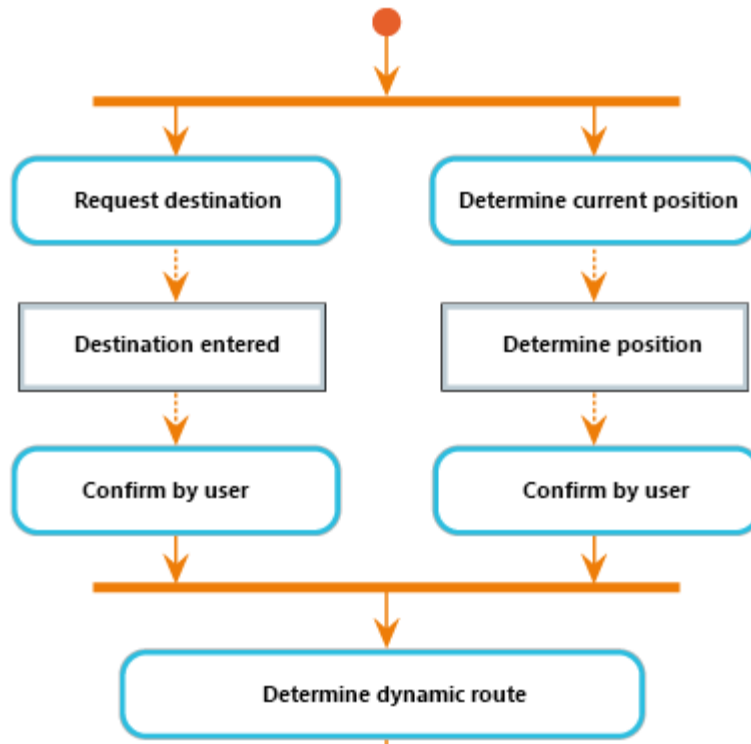 Request destination
Determine current position
Destination entered
Determine position
Confirm by user
Confirm by user
Determine dynamic route